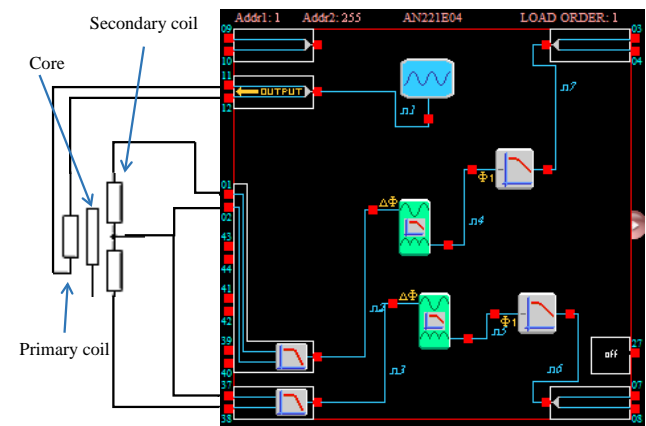 Addr1: 1 Addr2: 255 AN221E04 LOAD ORDER: 1
Secondary coil
Core
Primary coil
09
10
11
12
OUTPUT
01
02
43
44
41
42
39
40
37
38
03
04
27
off
07
08
n1
n2
n3
n4
n5
n6
n7
ΔΦ
Φ1
ΔΦ
Φ1